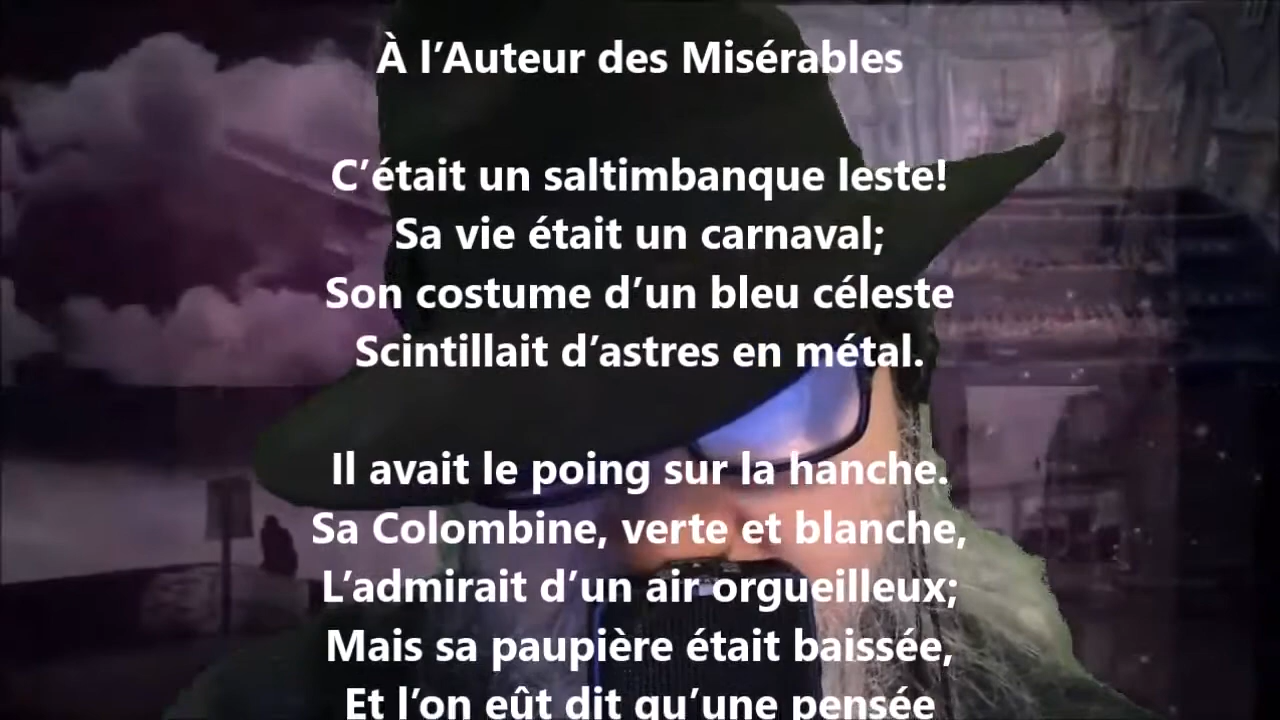 À l’Auteur des Misérables
C’était un saltimbanque leste!
Sa vie était un carnaval;
Son costume d’un bleu céleste
Scintillait d’astres en métal.
Il avait le poing sur la hanche.
Sa Colombine, verte et blanche,
L’admirait d’un air orgueilleux;
Mais sa paupière était baissée,
Et l’on eût dit qu’une pensée